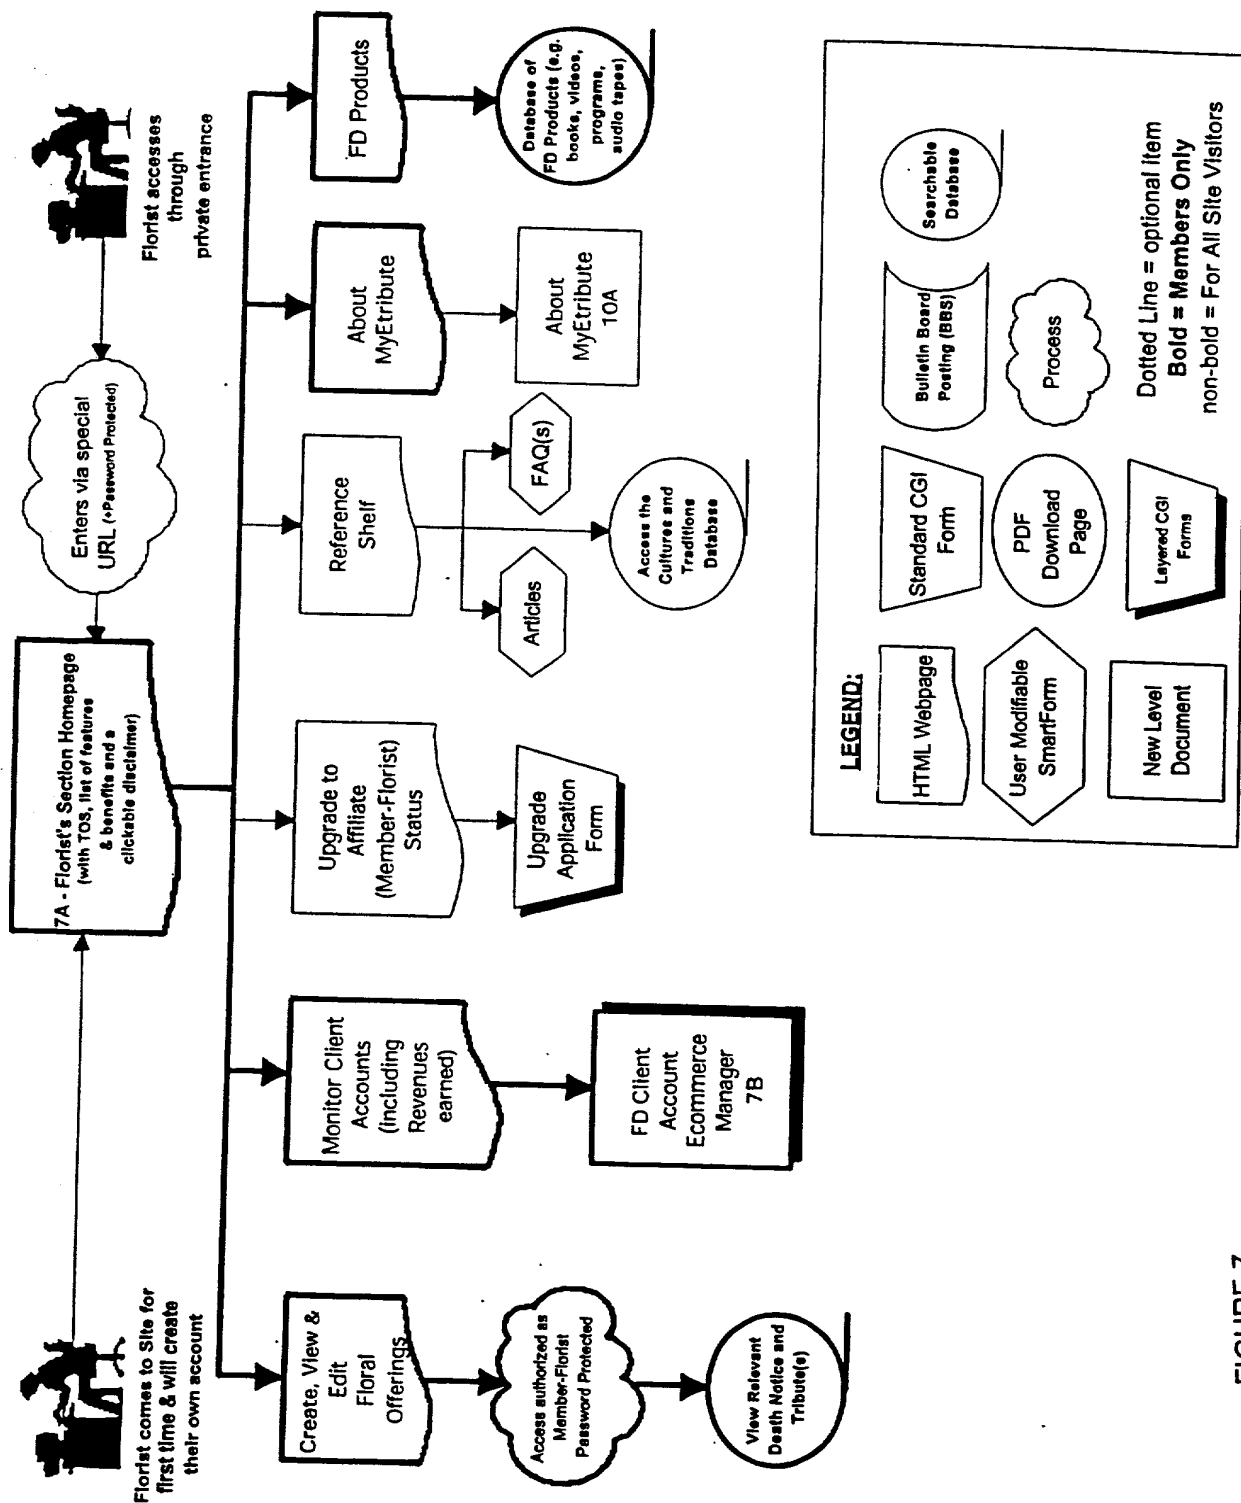 Florist comes to Site for
first time & will create
their own account
7A - Florist's Section Homepage
(with TOS, list of features
& benefits and a
clickable disclaimer)
Enters via special
URL (+Password Protected)
Florist accesses
through
private entrance
Create, View &
Edit
Floral
Offerings
Access authorized as
Member-Florist
Password Protected
View Relevant
Death Notice and
Tribute(s)
Monitor Client
Accounts
(including
Revenues
earned)
FD Client
Account
Ecommerce
Manager
7B
Upgrade to
Affiliate
(Member-Florist)
Status
Upgrade
Application
Form
Reference
Shelf
Articles
FAQ(s)
Access the
Cultures and
Traditions
Database
About
MyEtribute
About
MyEtribute
10A
FD Products
Database of
FD Products (e.g.
books, videos,
programs,
audio tapes)
LEGEND:
HTML Webpage
Standard CGI
Form
Bulletin Board
Posting (BBS)
Searchable
Database
User Modifiable
SmartForm
PDF
Download
Page
Process
New Level
Document
Layered CGI
Forms
Dotted Line = optional item
Bold = Members Only
non-bold = For All Site Visitors
FIGURE 7